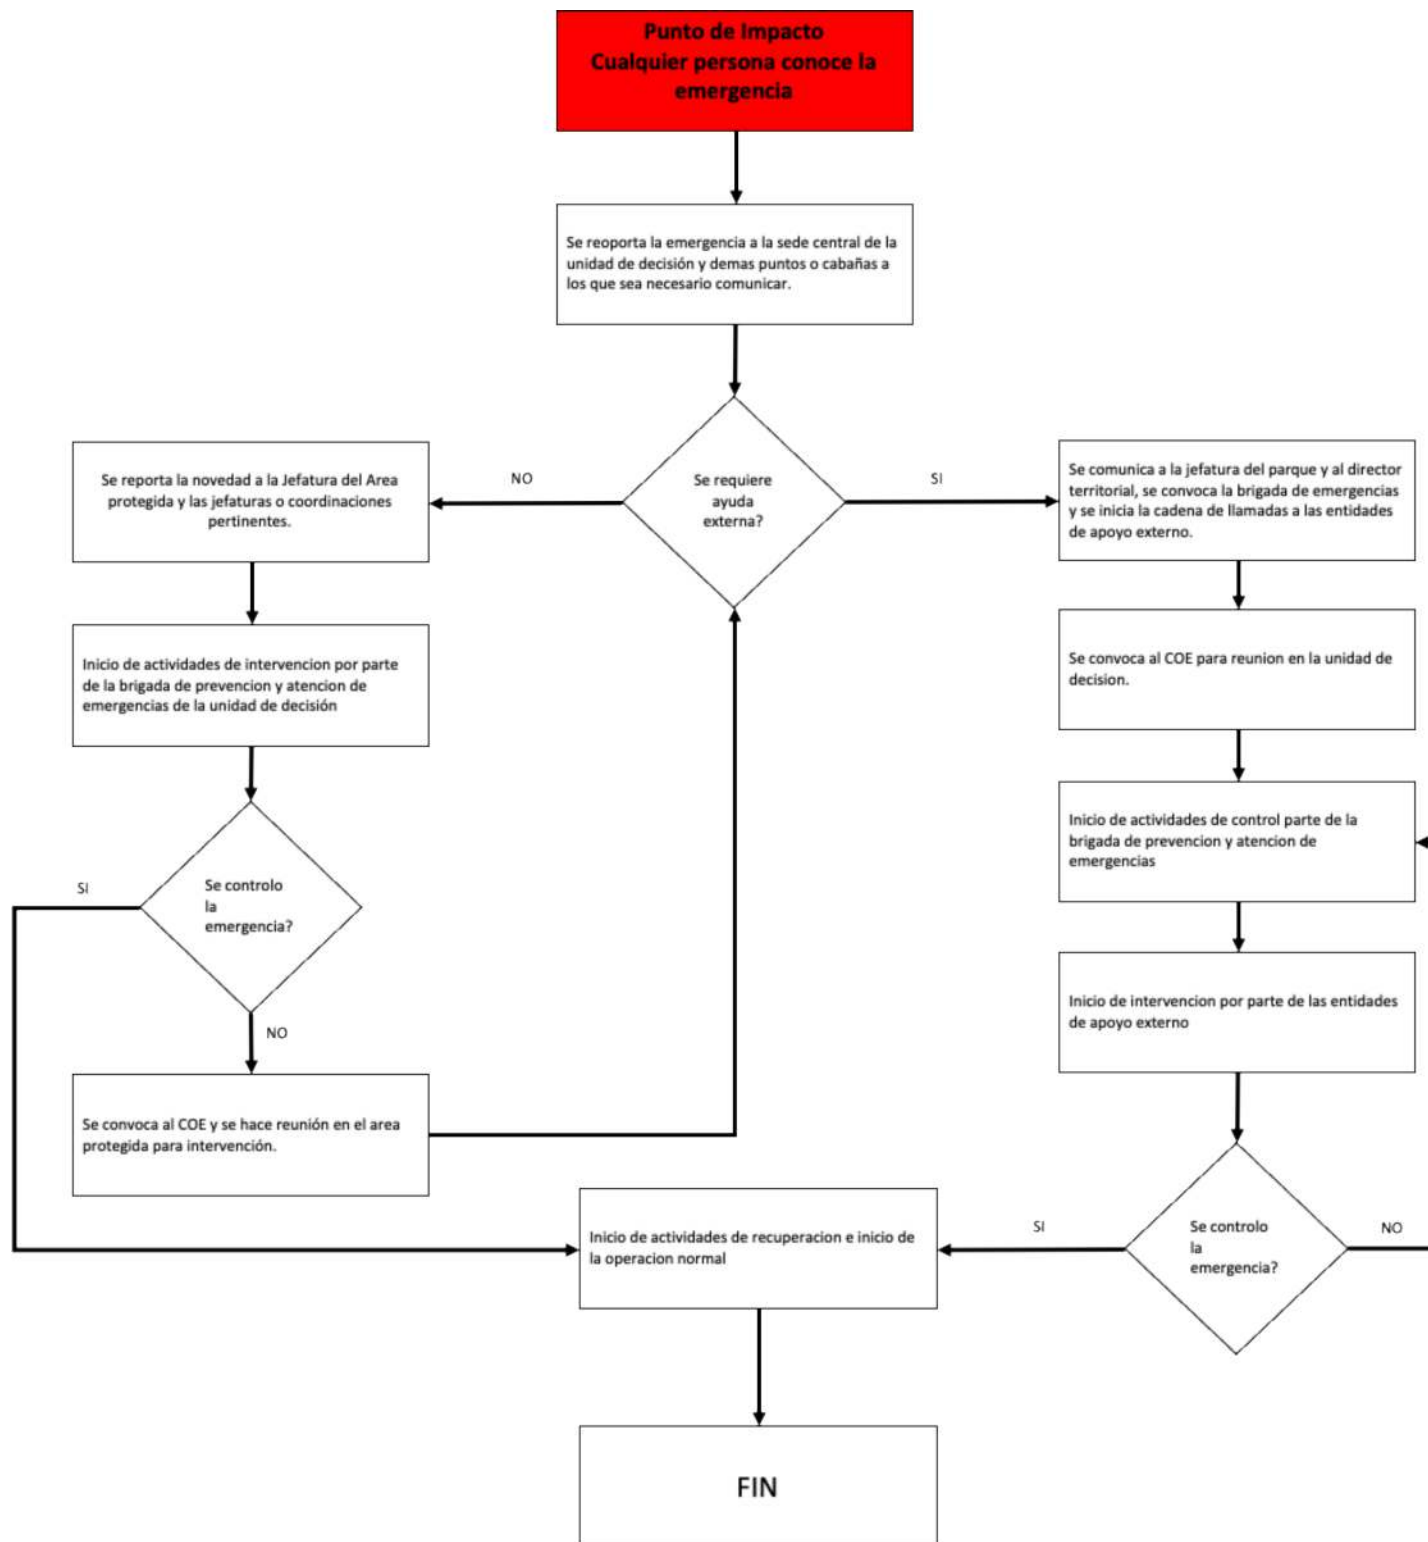 Punto de Impacto
Cualquier persona conoce la
emergencia
Se reoporta la emergencia a la sede central de la
unidad de decisión y demas puntos o cabañas a
los que sea necesario comunicar.
Se requiere
ayuda
externa?
NO
SI
Se reporta la novedad a la Jefatura del Area
protegida y las jefaturas o coordinaciones
pertinentes.
Inicio de actividades de intervencion por parte
de la brigada de prevencion y atencion de
emergencias de la unidad de decisión
Se controlo
la
emergencia?
SI
NO
Se convoca al COE y se hace reunión en el area
protegida para intervención.
Se comunica a la jefatura del parque y al director
territorial, se convoca la brigada de emergencias
y se inicia la cadena de llamadas a las entidades
de apoyo externo.
Se convoca al COE para reunion en la unidad de
decision.
Inicio de actividades de control parte de la
brigada de prevencion y atencion de
emergencias
Inicio de intervencion por parte de las entidades
de apoyo externo
Se controlo
la
emergencia?
SI
NO
Inicio de actividades de recuperacion e inicio de
la operacion normal
FIN